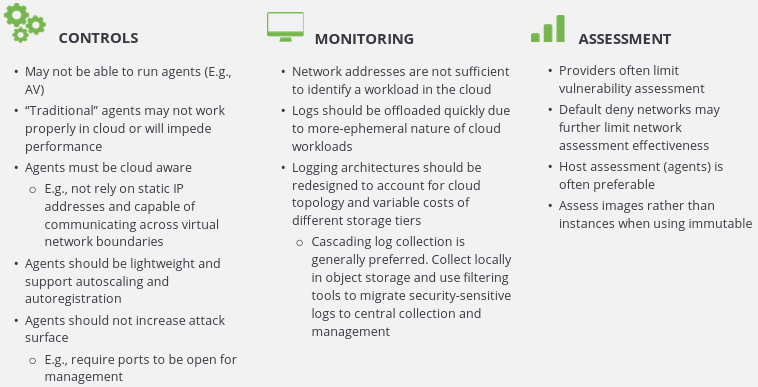 CONTROLS
• May not be able to run agents (E.g.,
AV)
• “Traditional” agents may not work
properly in cloud or will impede
performance
• Agents must be cloud aware
○ E.g., not rely on static IP
addresses and capable of
communicating across virtual
network boundaries
• Agents should be lightweight and
support autoscaling and
autoregistration
• Agents should not increase attack
surface
○ E.g., require ports to be open for
management
MONITORING
• Network addresses are not sufficient
to identify a workload in the cloud
• Logs should be offloaded quickly due
to more-ephemeral nature of cloud
workloads
• Logging architectures should be
redesigned to account for cloud
topology and variable costs of
different storage tiers
○ Cascading log collection is
generally preferred. Collect locally
in object storage and use filtering
tools to migrate security-sensitive
logs to central collection and
management
ASSESSMENT
• Providers often limit
vulnerability assessment
• Default deny networks may
further limit network
assessment effectiveness
• Host assessment (agents) is
often preferable
• Assess images rather than
instances when using immutable